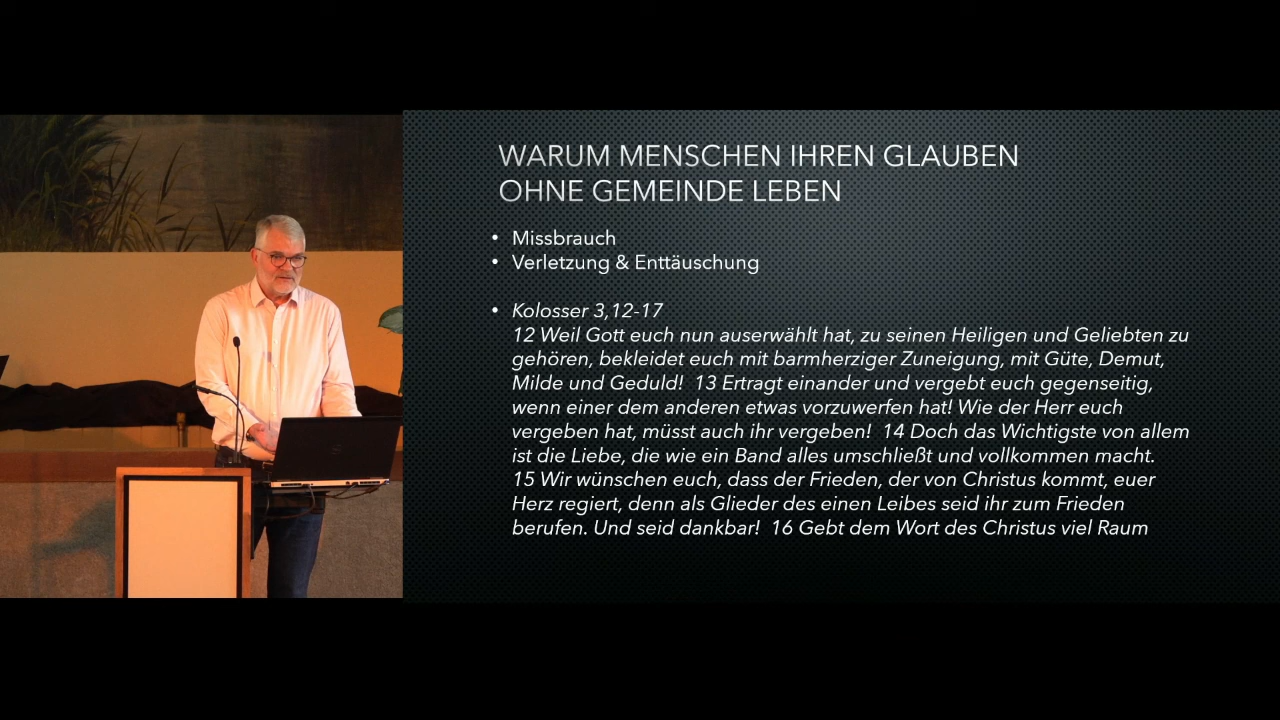 WARUM MENSCHEN IHREN GLAUBEN
OHNE GEMEINDE LEBEN
• Missbrauch
• Verletzung & Enttäuschung
• Kolosser 3,12-17
12 Weil Gott euch nun auserwählt hat, zu seinen Heiligen und Geliebten zu
gehören, bekleidet euch mit barmherziger Zuneigung, mit Güte, Demut,
Milde und Geduld!  13 Ertragt einander und vergebt euch gegenseitig,
wenn einer dem anderen etwas vorzuwerfen hat! Wie der Herr euch
vergeben hat, müsst auch ihr vergeben!  14 Doch das Wichtigste von allem
ist die Liebe, die wie ein Band alles umschließt und vollkommen macht.
15 Wir wünschen euch, dass der Frieden, der von Christus kommt, euer
Herz regiert, denn als Glieder des einen Leibes seid ihr zum Frieden
berufen. Und seid dankbar!  16 Gebt dem Wort des Christus viel Raum